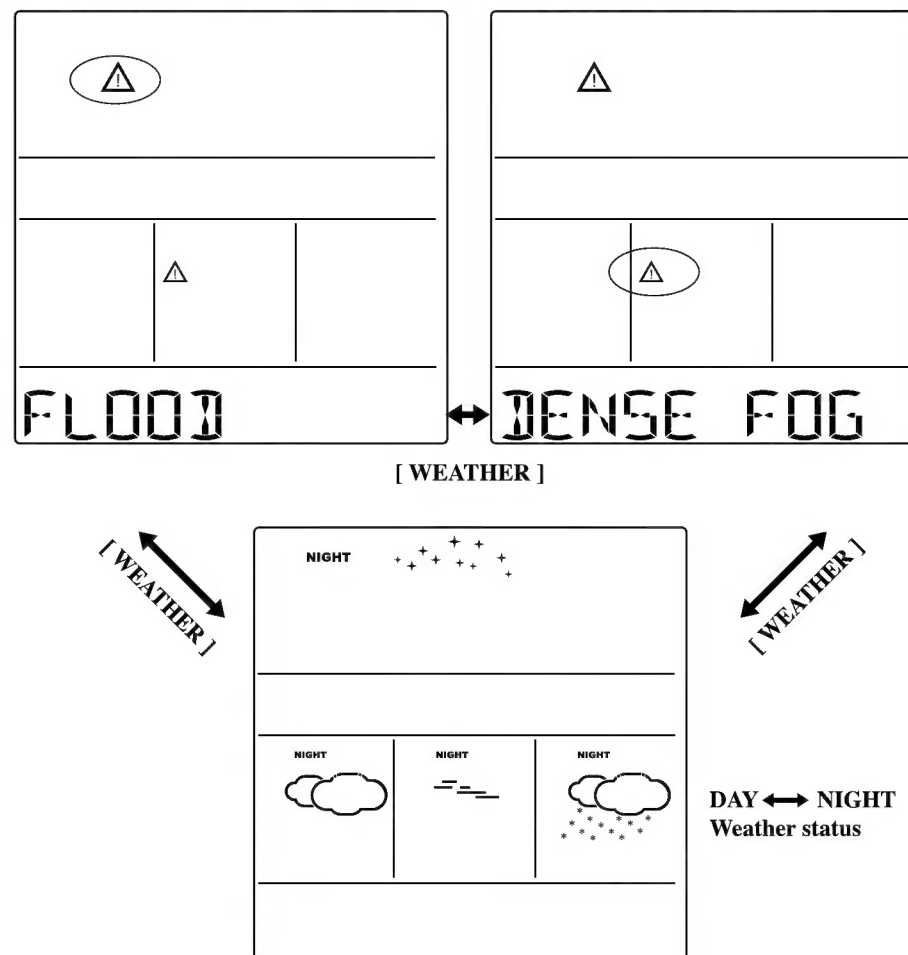 FLOOD
DENSE FOG
[ WEATHER ]
[ WEATHER ]
[ WEATHER ]
NIGHT
NIGHT
NIGHT
NIGHT
DAY ↔ NIGHT
Weather status